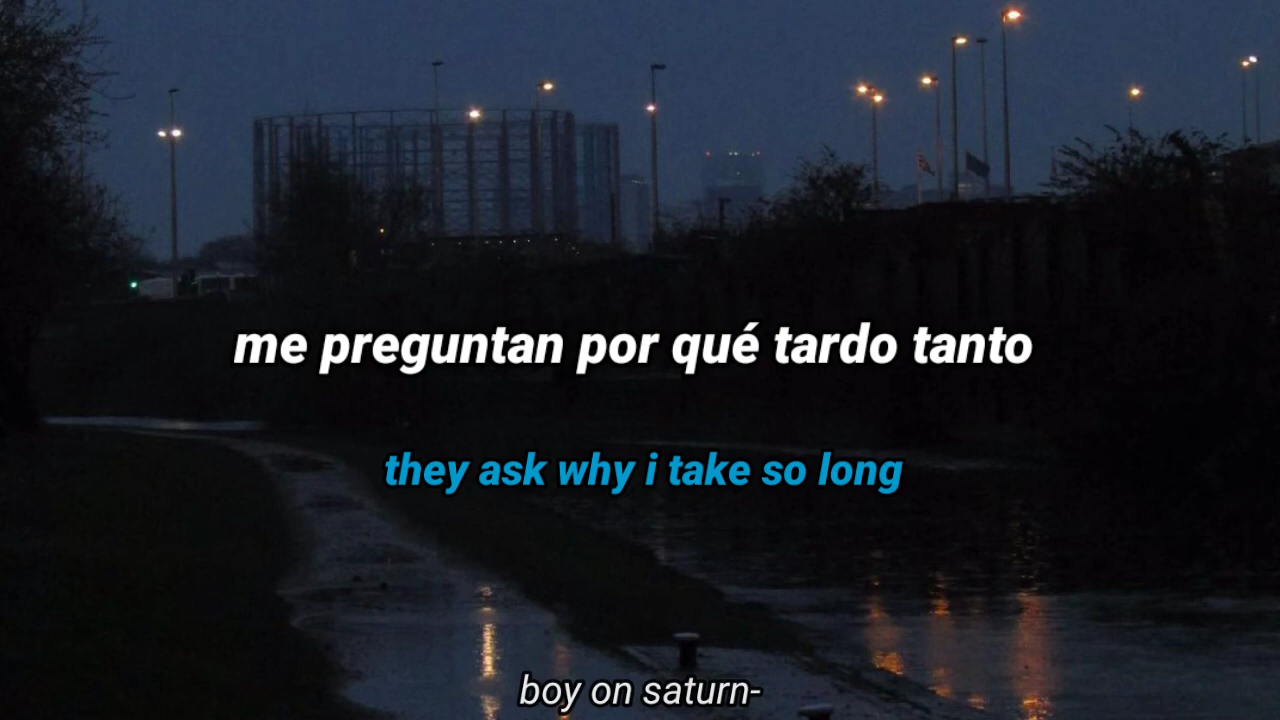 me preguntan por qué tardo tanto
they ask why i take so long
boy on saturn-